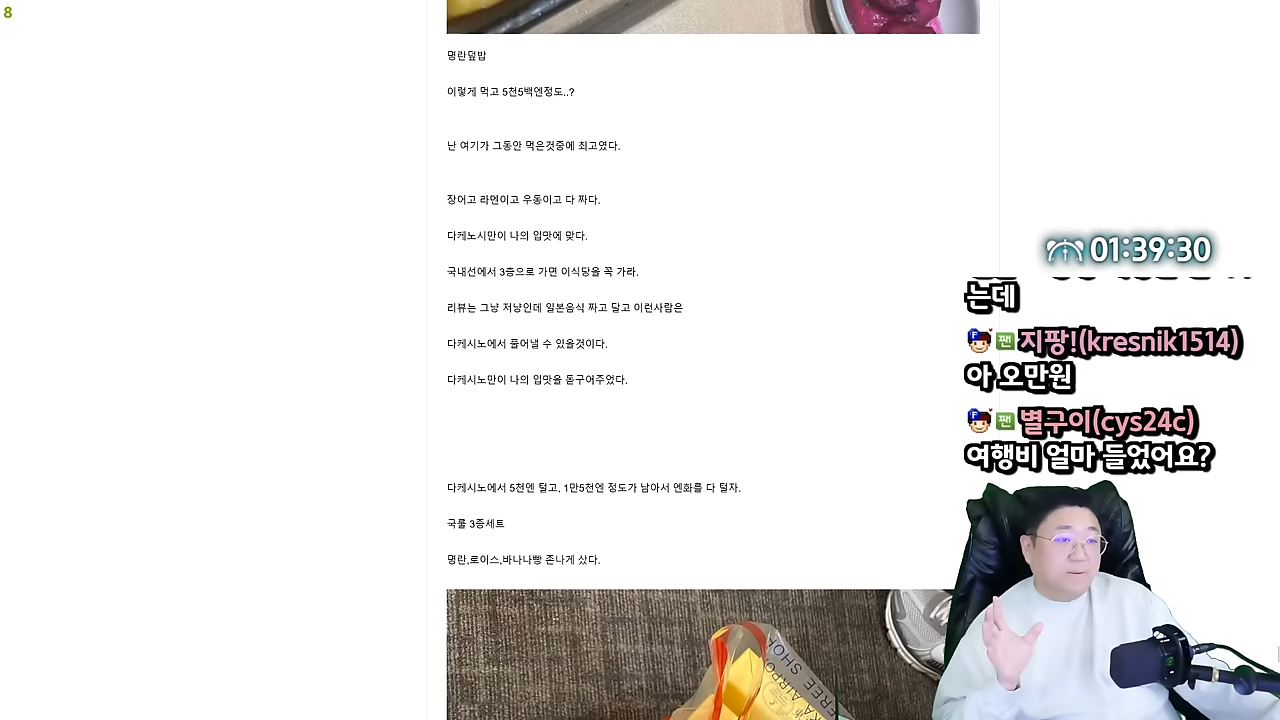 8
명란덮밥
이렇게 먹고 5천5백엔정도..?
난 여기가 그동안 먹은것중에 최고였다.
장어고 라멘이고 우동이고 다 짜다.
다케노시만이 나의 입맛에 맞다.
국내선에서 3층으로 가면 이식당을 꼭 가라.
리뷰는 그냥 저냥인데 일본음식 짜고 달고 이런사람은
다케시노에서 풀어낼 수 있을것이다.
다케시노만이 나의 입맛을 돋구어주었다.
다케시노에서 5천엔 털고, 1만5천엔 정도가 남아서 엔화를 다 털자.
국룰 3종세트
명란,로이스,바나나빵 존나게 샀다.
01:39:30
는데
F 팬 지팡!(kresnik1514)
아 오만원
F 팬 별구이(cys24c)
여행비 얼마 들었어요?
FREE SHOP
AIRPO